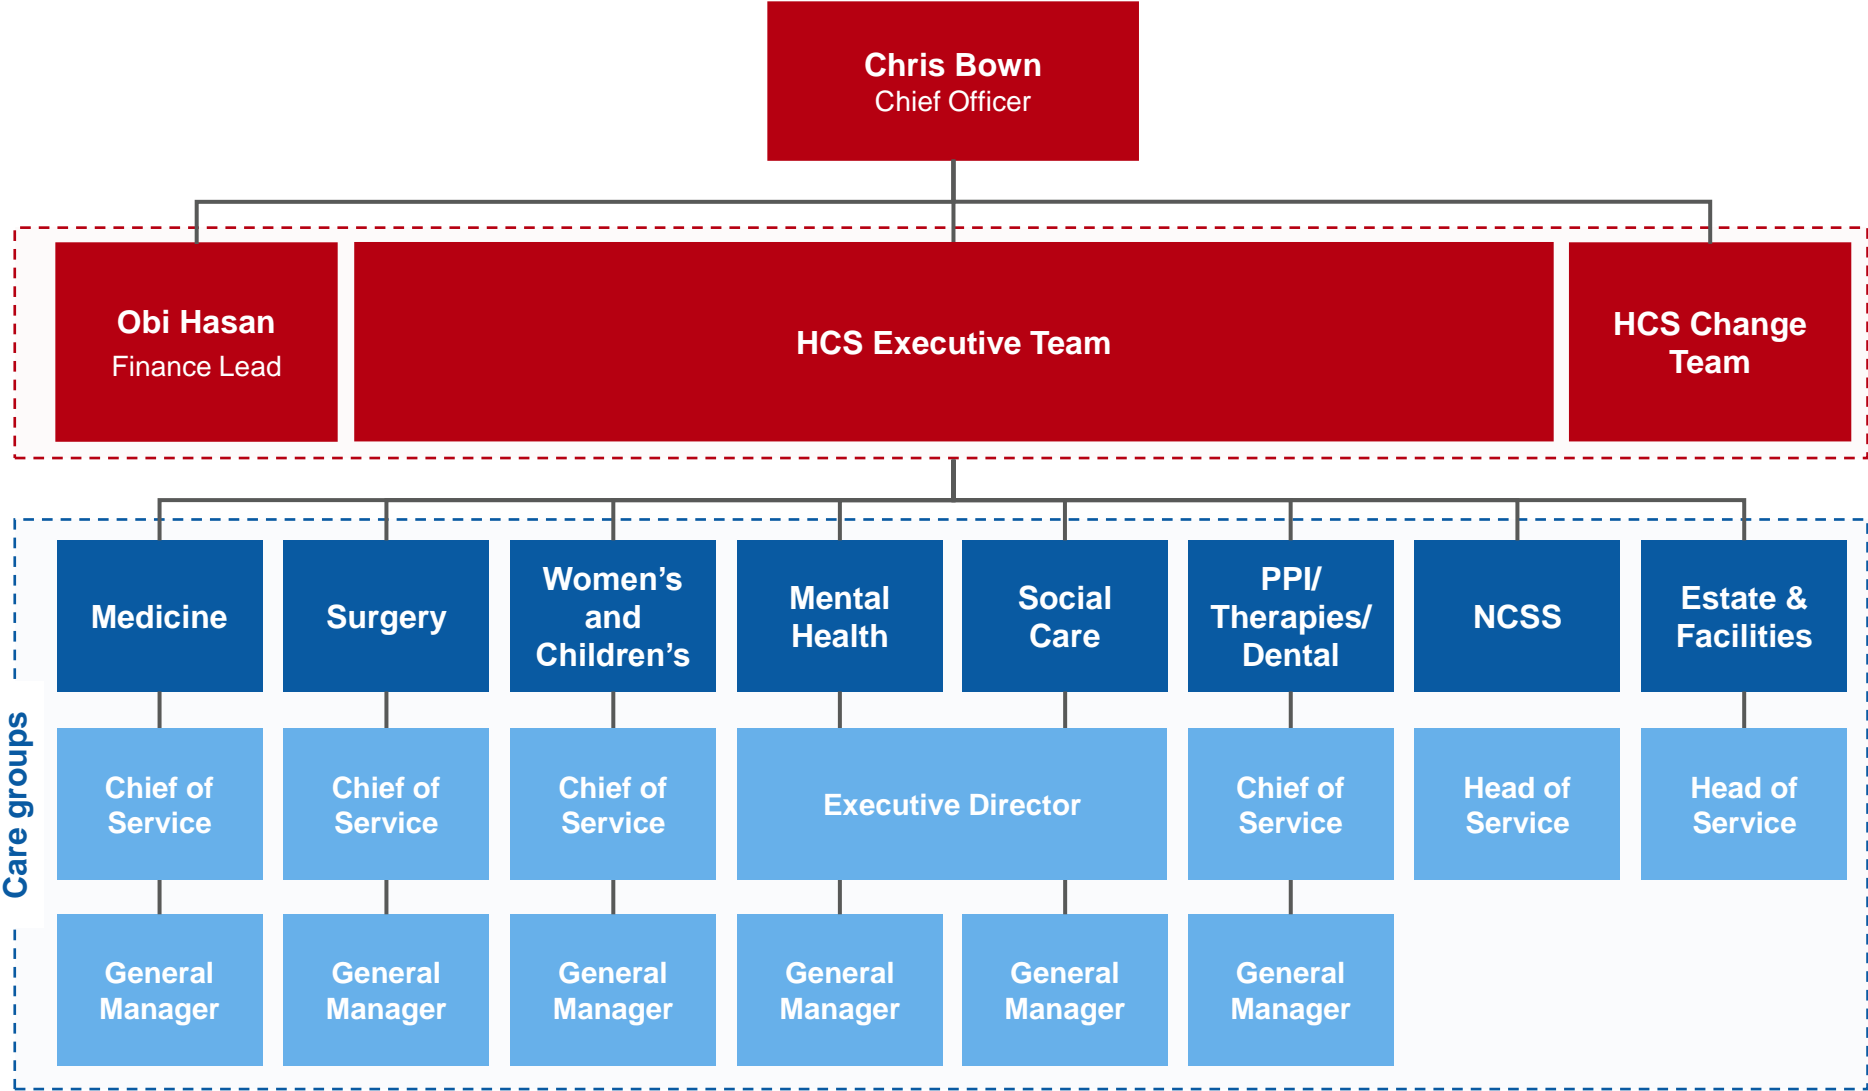 Chris Bown
Chief Officer
Obi Hasan
Finance Lead
HCS Executive Team
HCS Change
Team
Care groups
Medicine
Surgery
Women’s
and
Children’s
Mental
Health
Social
Care
PPI/
Therapies/
Dental
NCSS
Estate &
Facilities
Chief of
Service
Chief of
Service
Chief of
Service
Executive Director
Chief of
Service
Head of
Service
Head of
Service
General
Manager
General
Manager
General
Manager
General
Manager
General
Manager
General
Manager